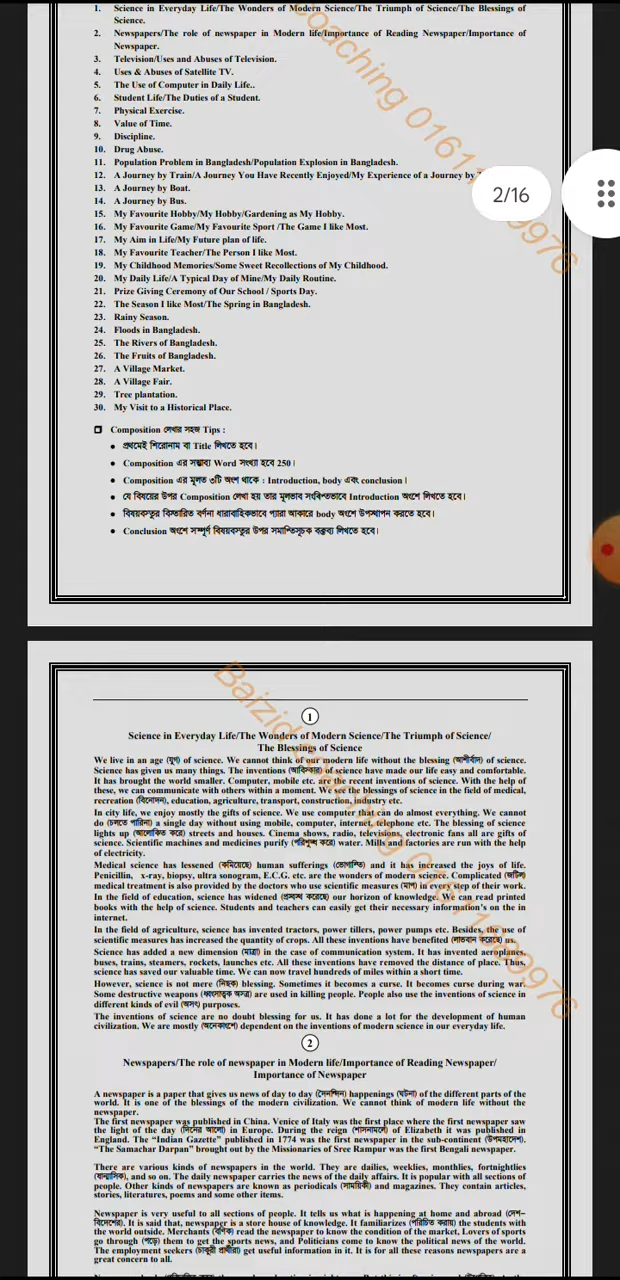 1. Science in Everyday Life/The Wonders of Modern Science/The Triumph of Science/The Blessings of
Science.
2. Newspapers/The role of newspaper in Modern life/Importance of Reading Newspaper/Importance of
Newspaper.
3. Television/Uses and Abuses of Television.
4. Uses & Abuses of Satellite TV.
5. The Use of Computer in Daily Life..
6. Student Life/The Duties of a Student.
7. Physical Exercise.
8. Value of Time.
9. Discipline.
10. Drug Abuse.
11. Population Problem in Bangladesh/Population Explosion in Bangladesh.
12. A Journey by Train/A Journey You Have Recently Enjoyed/My Experience of a Journey by
2/16
13. A Journey by Boat.
14. A Journey by Bus.
15. My Favourite Hobby/My Hobby/Gardening as My Hobby.
16. My Favourite Game/My Favourite Sport /The Game I like Most.
17. My Aim in Life/My Future plan of life.
18. My Favourite Teacher/The Person I like Most.
19. My Childhood Memories/Some Sweet Recollections of My Childhood.
20. My Daily Life/A Typical Day of Mine/My Daily Routine.
21. Prize Giving Ceremony of Our School / Sports Day.
22. The Season I like Most/The Spring in Bangladesh.
23. Rainy Season.
24. Floods in Bangladesh.
25. The Rivers of Bangladesh.
26. The Fruits of Bangladesh.
27. A Village Market.
28. A Village Fair.
29. Tree plantation.
30. My Visit to a Historical Place.
Composition লেখার সহজ Tips :
• প্রথমেই শিরোনাম বা Title লিখতে হবে।
• Composition এর সম্ভাব্য Word সংখ্যা হবে 250।
• Composition এর মূলত ৩টি অংশ থাকে : Introduction, body এবং conclusion।
• যে বিষয়ের উপর Composition লেখা হয় তার মূলভাব সংক্ষিপ্তভাবে Introduction অংশে লিখতে হবে।
• বিষয়বস্তুর বিস্তারিত বর্ণনা ধারাবাহিকভাবে প্যারা আকারে body অংশে উপস্থাপন করতে হবে।
• Conclusion অংশে সম্পূর্ণ বিষয়বস্তুর উপর সমাপ্তিসূচক বক্তব্য লিখতে হবে।
1
Science in Everyday Life/The Wonders of Modern Science/The Triumph of Science/
The Blessings of Science
We live in an age (যুগ) of science. We cannot think of our modern life without the blessing (আশীর্বাদ) of science.
Science has given us many things. The inventions (আবিষ্কার) of science have made our life easy and comfortable.
It has brought the world smaller. Computer, mobile etc. are the recent inventions of science. With the help of
these, we can communicate with others within a moment. We see blessings of science in the field of medical,
recreation (বিনোদন), education, agriculture, transport, construction, industry etc.
In city life, we enjoy mostly the gifts of science. We use computer that can do almost everything. We cannot
do (চলতে পারিনা) a single day without using mobile, computer, internet, telephone etc. The blessing of science
lights up (আলোকিত করে) streets and houses. Cinema shows, radio, televisions, electronic fans all are gifts of
science. Scientific machines and medicines purify (পরিশুদ্ধ করে) water. Mills and factories are run with the help
of electricity.
Medical science has lessened (কমিয়েছে) human sufferings (ভোগান্তি) and it has increased the joys of life.
Penicillin, x-ray, biopsy, ultra sonogram, E.C.G. etc. are the wonders of modern science. Complicated (জটিল)
medical treatment is also provided by the doctors who use scientific measures (মাপ) in every step of their work.
In the field of education, science has widened (প্রশস্থ করেছে) our horizon of knowledge. We can read printed
books with the help of science. Students and teachers can easily get their necessary information's on the in
internet.
In the field of agriculture, science has invented tractors, power tillers, power pumps etc. Besides, the use of
scientific measures has increased the quantity of crops. All these inventions have benefited (লাভবান করেছে) us.
Science has added a new dimension (মাত্রা) in the case of communication system. It has invented aeroplanes,
buses, trains, steamers, rockets, launches etc. All these inventions have removed the distance of place. Thus,
science has saved our valuable time. We can now travel hundreds of miles within a short time.
However, science is not mere (নিছক) blessing. Sometimes it becomes a curse. It becomes curse during war.
Some destructive weapons (ধ্বংসাত্মক অস্ত্র) are used in killing people. People also use the inventions of science in
different kinds of evil (অসৎ) purposes.
The inventions of science are no doubt blessing for us. It has done a lot for the development of human
civilization. We are mostly (অনেকাংশে) dependent on the inventions of modern science in our everyday life.
2
Newspapers/The role of newspaper in Modern life/Importance of Reading Newspaper/
Importance of Newspaper
A newspaper is a paper that gives us news of day to day (দৈনন্দিন) happenings (ঘটনা) of the different parts of the
world. It is one of the blessings of the modern civilization. We cannot think of modern life without the
newspaper.
The first newspaper was published in China. Venice of Italy was the first place where the first newspaper saw
the light of the day (দিনের আলো) in Europe. During the reign (শাসনামলে) of Elizabeth it was published in
England. The “Indian Gazette” published in 1774 was the first newspaper in the sub-continent (উপমহাদেশ).
“The Samachar Darpan” brought out by the Missionaries of Sree Rampur was the first Bengali newspaper.
There are various kinds of newspapers in the world. They are dailies, weeklies, monthlies, fortnightlies
(যান্মাসিক), and so on. The daily newspaper carries the news of the daily affairs. It is popular with all sections of
people. Other kinds of newspapers are known as periodicals (সাময়িকী) and magazines. They contain articles,
stories, literatures, poems and some other items.
Newspaper is very useful to all sections of people. It tells us what is happening at home and abroad (দেশ-
বিদেশের). It is said that, newspaper is a store house of knowledge. It familiarizes (পরিচিত করায়) the students with
the world outside. Merchants (বণিক) read the newspaper to know the condition of the market, Lovers of sports
go through (পড়ে) them to get the sports news, and Politicians come to know the political news of the world.
The employment seekers (চাকুরী প্রার্থীরা) get useful information in it. It is for all these reasons newspapers are a
great concern to all.